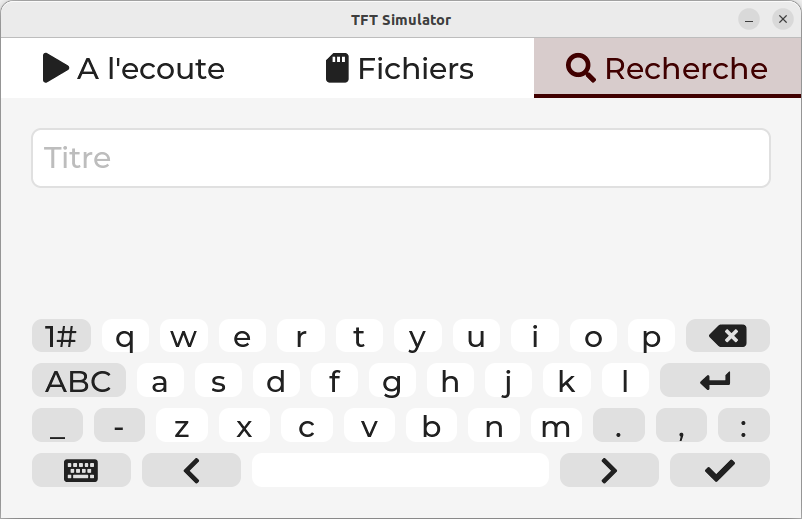 TFT Simulator
A l'ecoute Fichiers Recherche
Titre
1# q w e r t y u i o p
ABC a s d f g h j k l
_ - z x c v b n m . , :